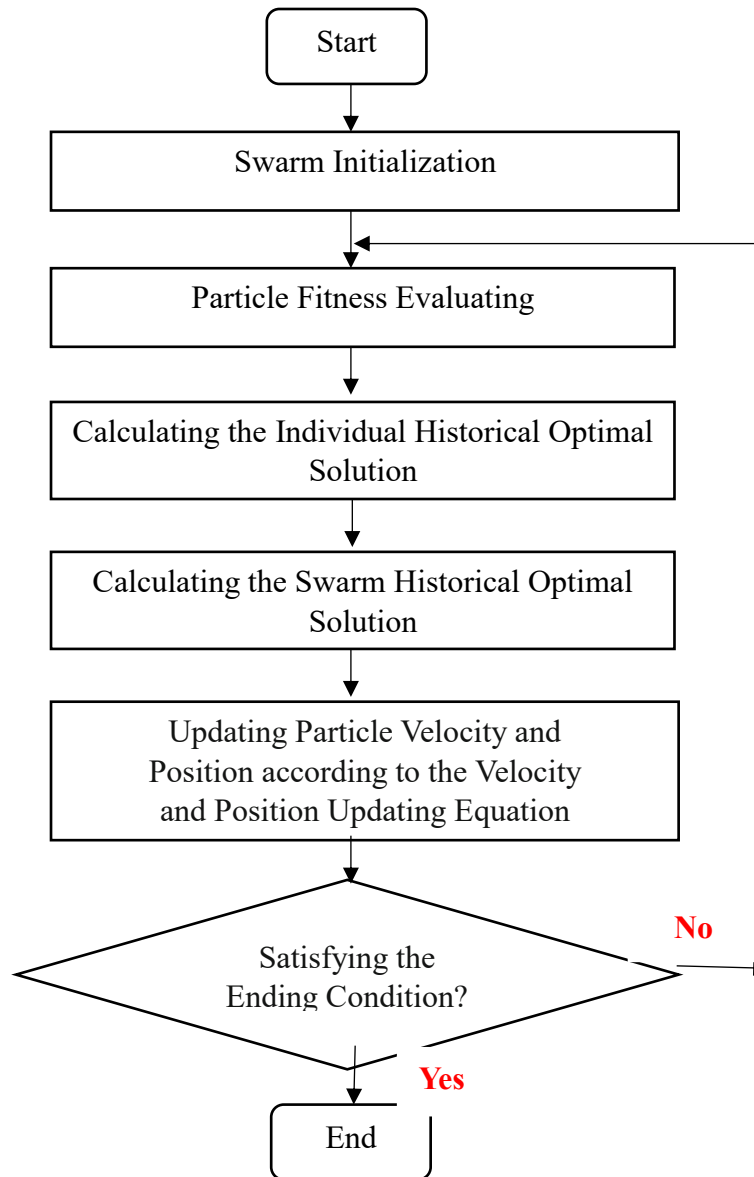 Start
Swarm Initialization
Particle Fitness Evaluating
Calculating the Individual Historical Optimal
Solution
Calculating the Swarm Historical Optimal
Solution
Updating Particle Velocity and
Position according to the Velocity
and Position Updating Equation
No
Satisfying the
Ending Condition?
Yes
End